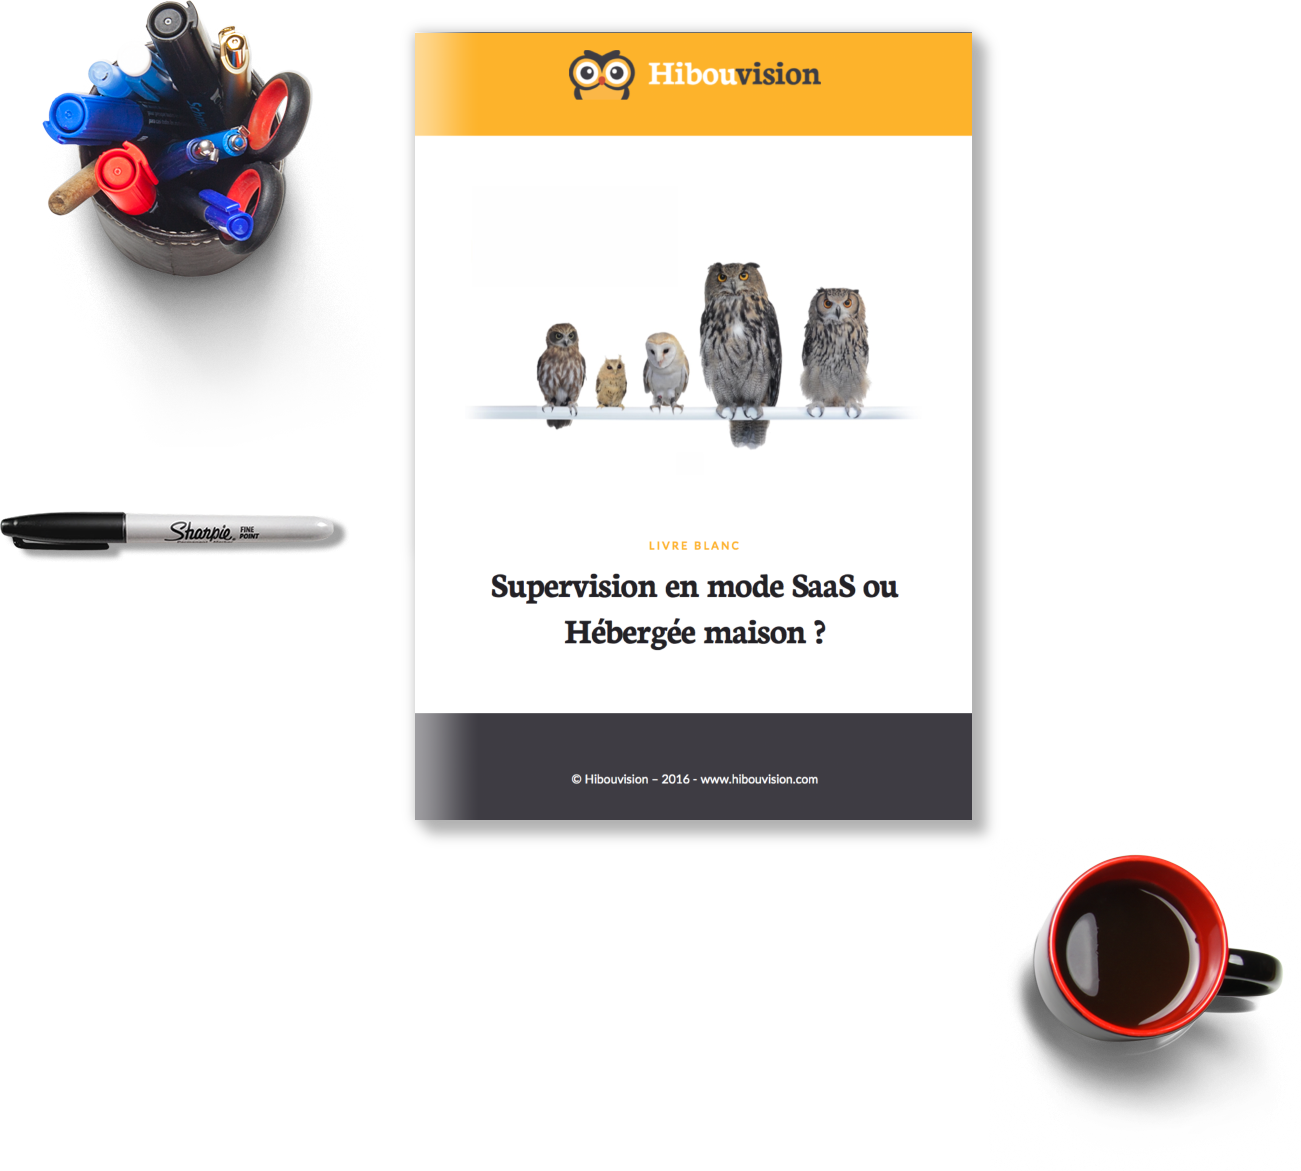 Hibouvision
Sharpie
FINE
POINT
LIVRE BLANC
Supervision en mode SaaS ou
Hébergée maison ?
© Hibouvision – 2016 - www.hibouvision.com